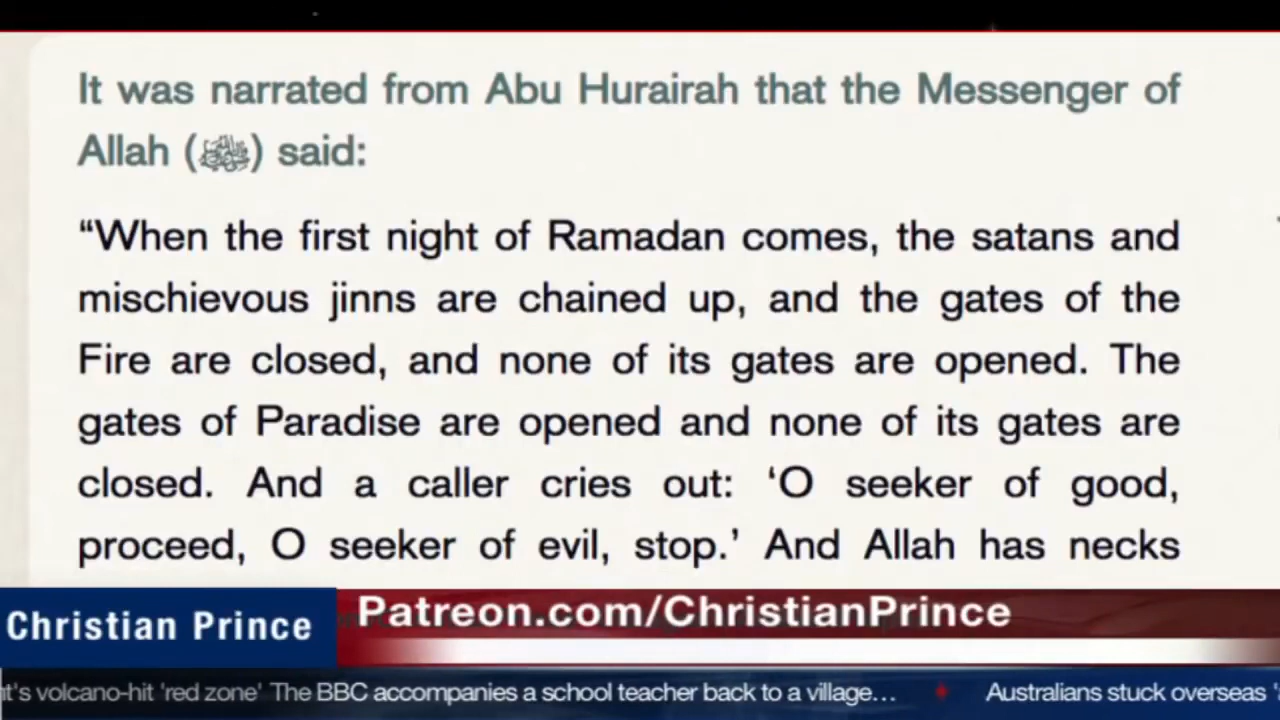 It was narrated from Abu Hurairah that the Messenger of
Allah (ﷺ) said:
“When the first night of Ramadan comes, the satans and
mischievous jinns are chained up, and the gates of the
Fire are closed, and none of its gates are opened. The
gates of Paradise are opened and none of its gates are
closed. And a caller cries out: ‘O seeker of good,
proceed, O seeker of evil, stop.’ And Allah has necks
Christian Prince
Patreon.com/ChristianPrince
t's volcano-hit 'red zone' The BBC accompanies a school teacher back to a village… Australians stuck overseas